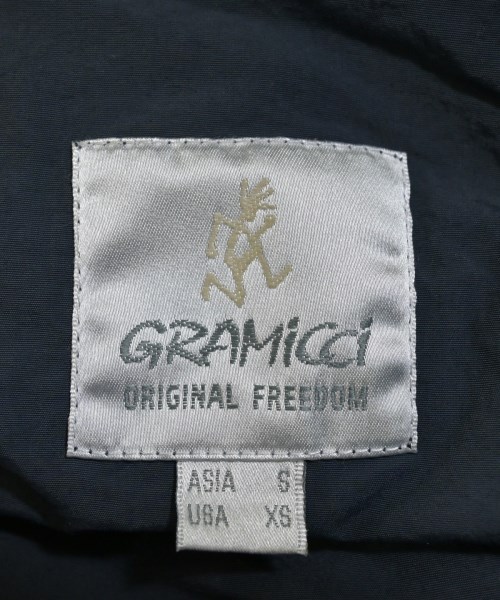 GRAMiCCi
ORIGINAL FREEDOM
ASIA S
USA XS